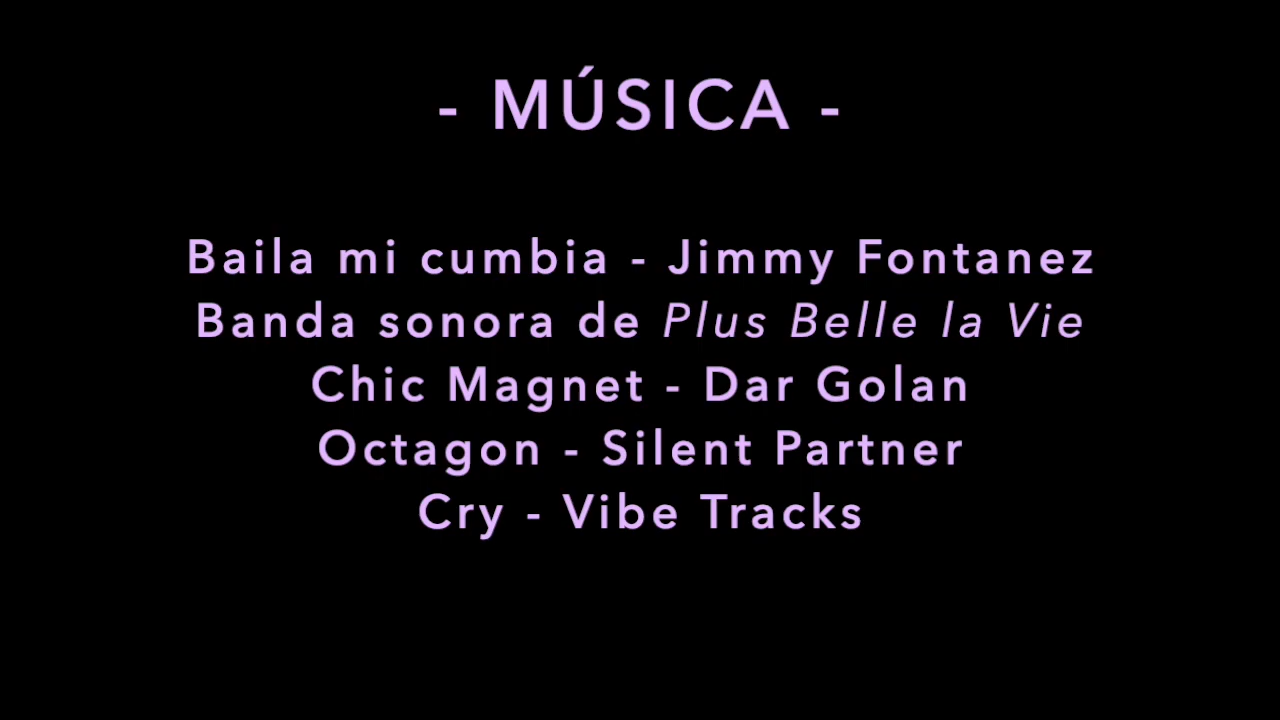 - MÚSICA -
Baila mi cumbia - Jimmy Fontanez
Banda sonora de Plus Belle la Vie
Chic Magnet - Dar Golan
Octagon - Silent Partner
Cry - Vibe Tracks